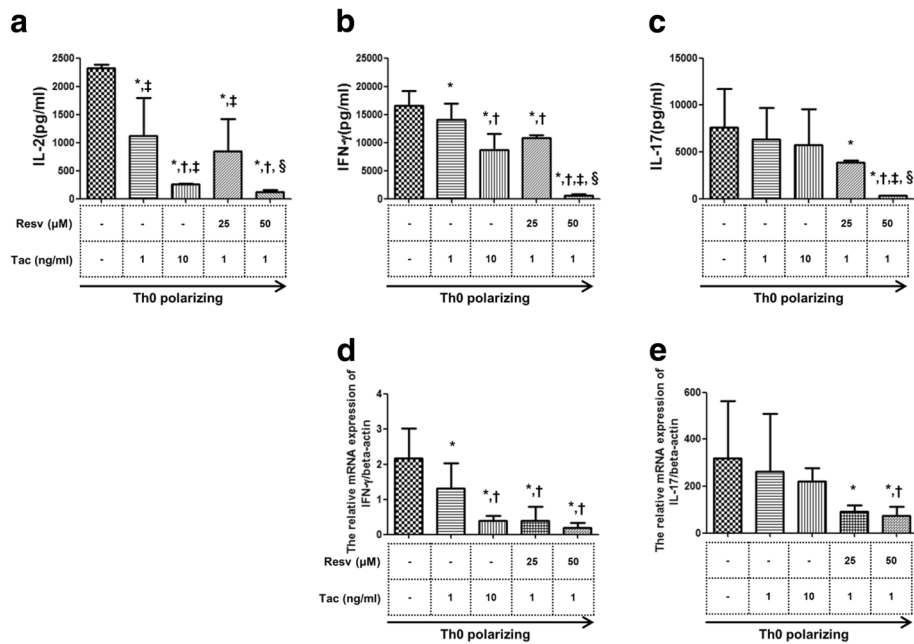 a
IL-2(pg/ml)
2500
2000
1500
1000
500
0
*,‡
*,†,‡
*,‡
*,†, §
Resv (μM)
- - - 25 50
Tac (ng/ml)
- 1 10 1 1
Th0 polarizing
b
IFN-γ(pg/ml)
25000
20000
15000
10000
5000
0
*
*,†
*,†
*,†,‡, §
- - - 25 50
- 1 10 1 1
Th0 polarizing
c
IL-17(pg/ml)
15000
10000
5000
0
*
*,†,‡, §
- - - 25 50
- 1 10 1 1
Th0 polarizing
d
The relative mRNA expression of
IFN-γ/beta-actin
4
3
2
1
0
*
*,†
*,†
*,†
Resv (μM)
- - - 25 50
Tac (ng/ml)
- 1 10 1 1
Th0 polarizing
e
The relative mRNA expression of
IL-17/beta-actin
600
400
200
0
*
*,†
- - - 25 50
- 1 10 1 1
Th0 polarizing